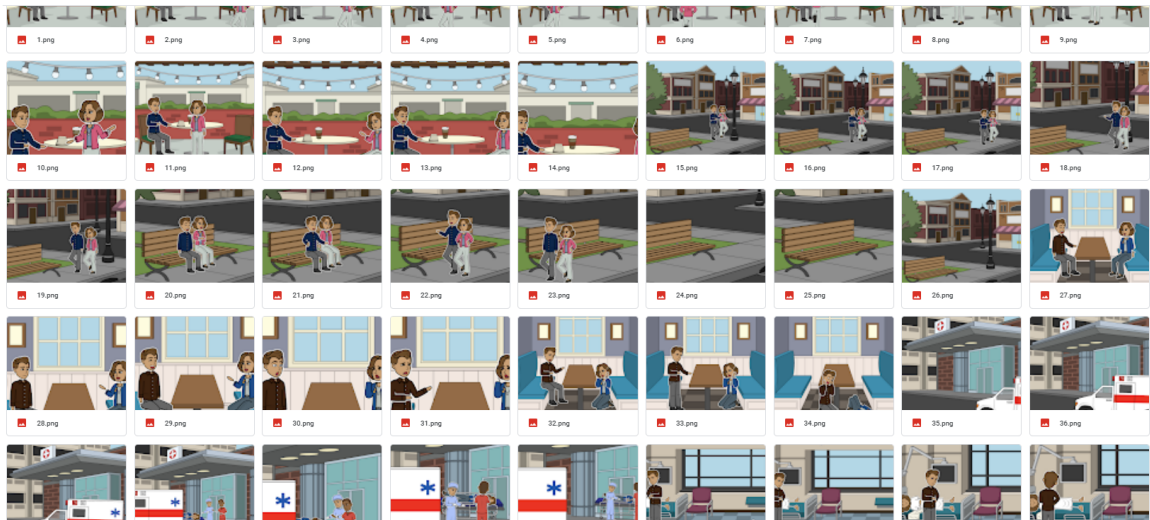 1.png 2.png 3.png 4.png 5.png 6.png 7.png 8.png 9.png
10.png 11.png 12.png 13.png 14.png 15.png 16.png 17.png 18.png
19.png 20.png 21.png 22.png 23.png 24.png 25.png 26.png 27.png
28.png 29.png 30.png 31.png 32.png 33.png 34.png 35.png 36.png